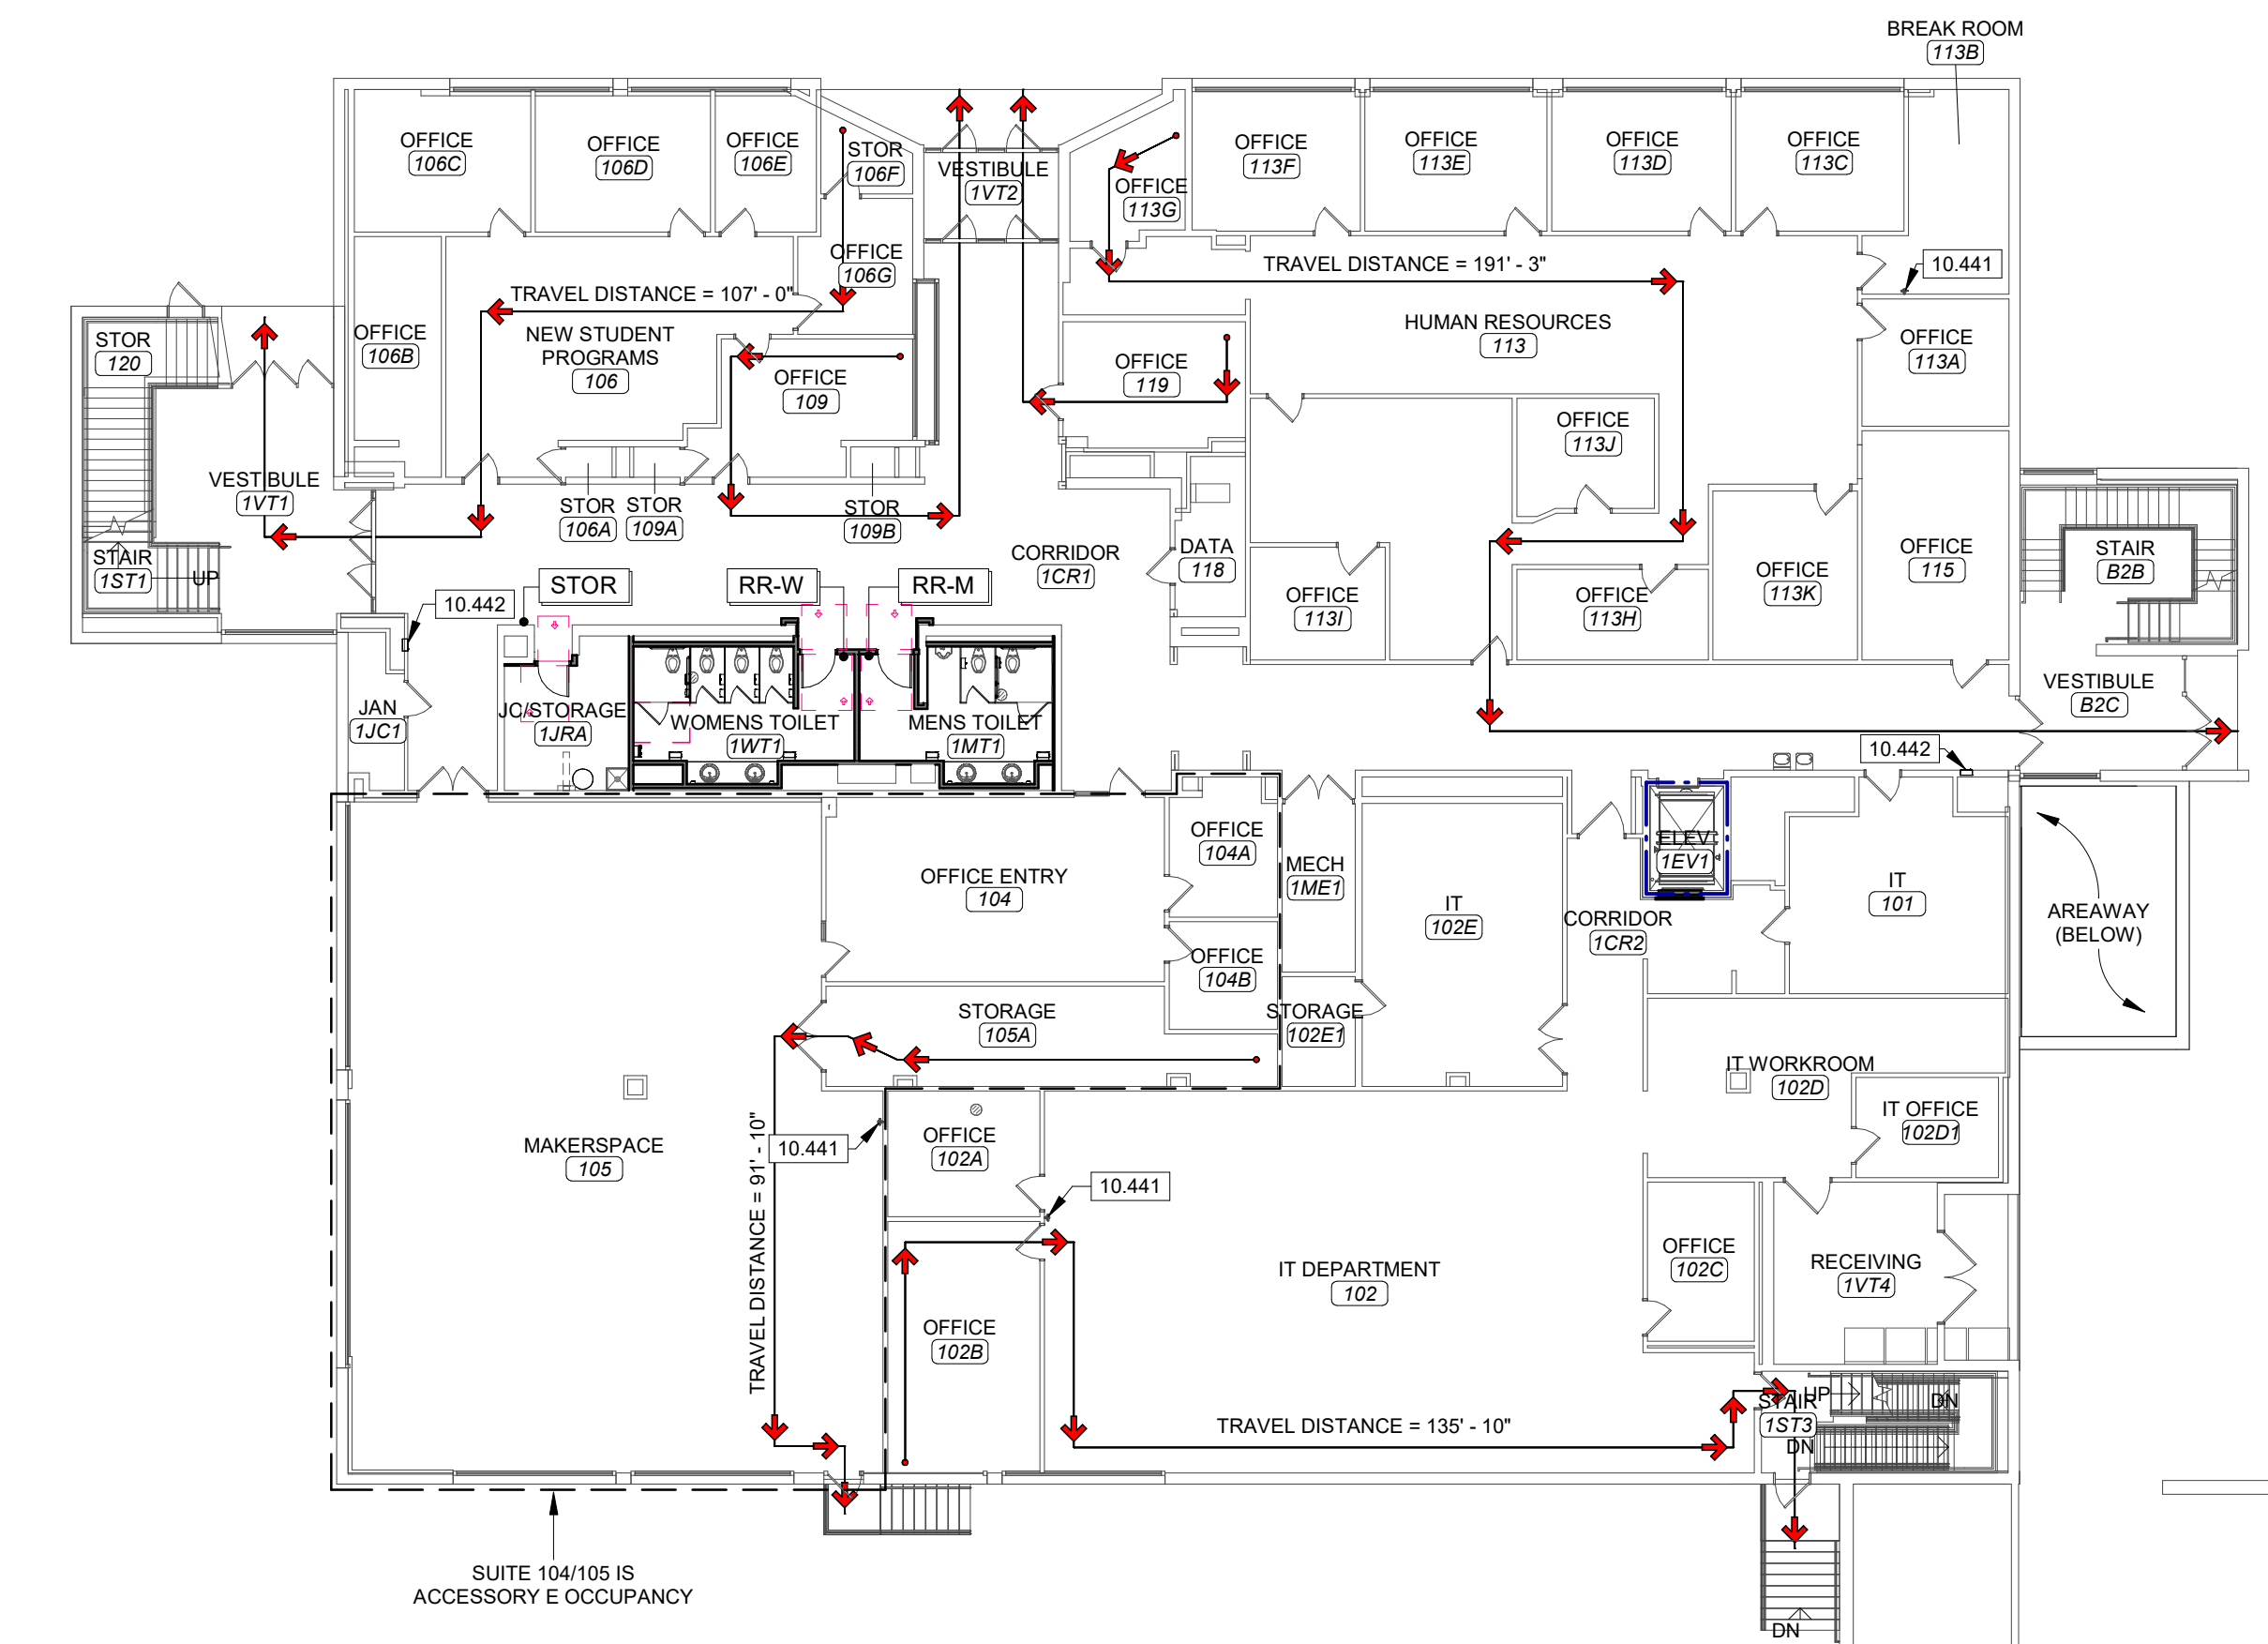 BREAK ROOM
113B
OFFICE
106C
OFFICE
106D
OFFICE
106E
STOR
106F
VESTIBULE
1VT2
OFFICE
113G
OFFICE
113F
OFFICE
113E
OFFICE
113D
OFFICE
113C
OFFICE
106G
TRAVEL DISTANCE = 107' - 0"
TRAVEL DISTANCE = 191' - 3"
10.441
STOR
120
OFFICE
106B
NEW STUDENT
PROGRAMS
106
OFFICE
109
OFFICE
119
HUMAN RESOURCES
113
OFFICE
113A
OFFICE
113J
VESTIBULE
1VT1
STOR
106A
STOR
109A
STOR
109B
CORRIDOR
1CR1
DATA
118
OFFICE
115
STAIR
B2B
STAIR
1ST1
UP
STOR
RR-W
RR-M
10.442
OFFICE
113I
OFFICE
113H
OFFICE
113K
JAN
1JC1
JC/STORAGE
1JRA
WOMENS TOILET
1WT1
MENS TOILET
1MT1
VESTIBULE
B2C
10.442
OFFICE ENTRY
104
OFFICE
104A
MECH
1ME1
IT
102E
ELEV
1EV1
CORRIDOR
1CR2
IT
101
AREAWAY
(BELOW)
OFFICE
104B
STORAGE
105A
STORAGE
102E1
IT WORKROOM
102D
IT OFFICE
102D1
MAKERSPACE
105
TRAVEL DISTANCE = 91' - 10"
10.441
OFFICE
102A
10.441
OFFICE
102B
IT DEPARTMENT
102
OFFICE
102C
RECEIVING
1VT4
TRAVEL DISTANCE = 135' - 10"
STAIR
1ST3
UP
DN
DN
DN
SUITE 104/105 IS
ACCESSORY E OCCUPANCY